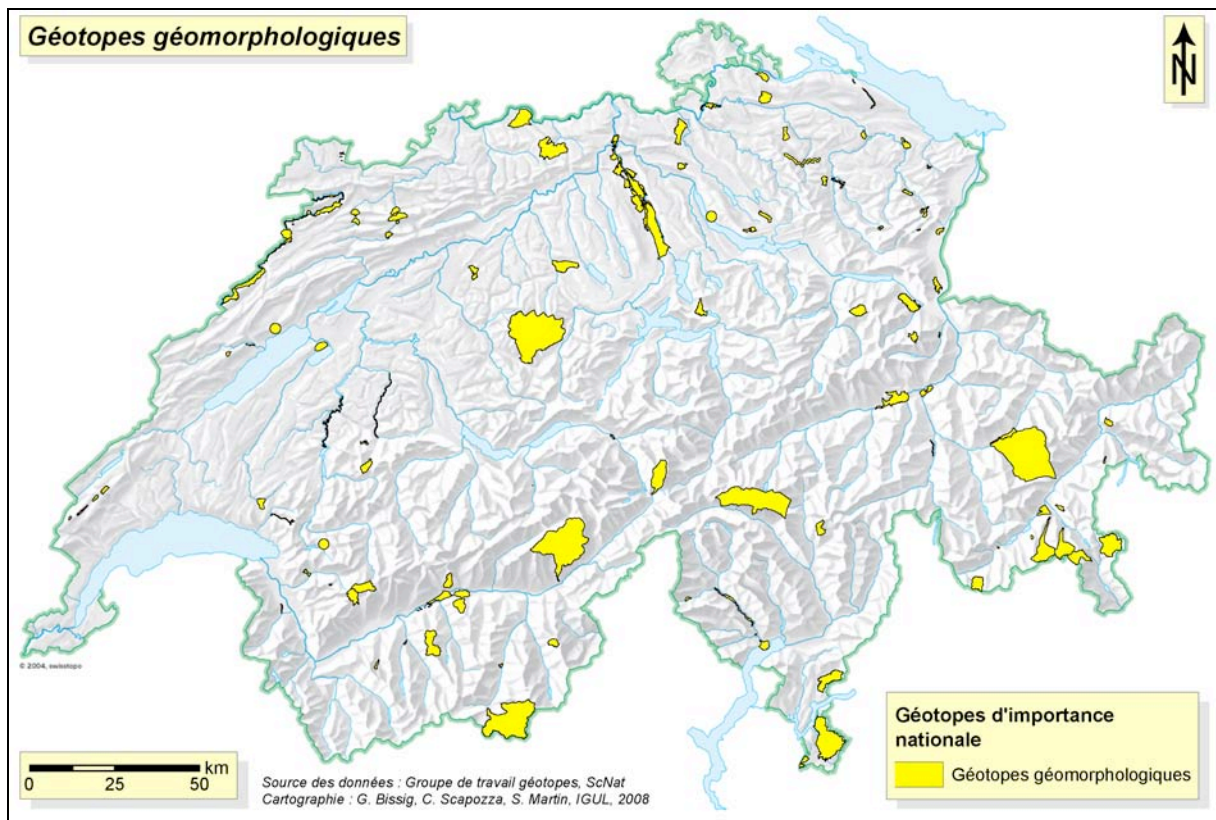 Géotopes géomorphologiques
N
© 2004, swisstopo
km
0 25 50
Source des données : Groupe de travail géotopes, ScNat
Cartographie : G. Bissig, C. Scapozza, S. Martin, IGUL, 2008
Géotopes d'importance
nationale
Géotopes géomorphologiques